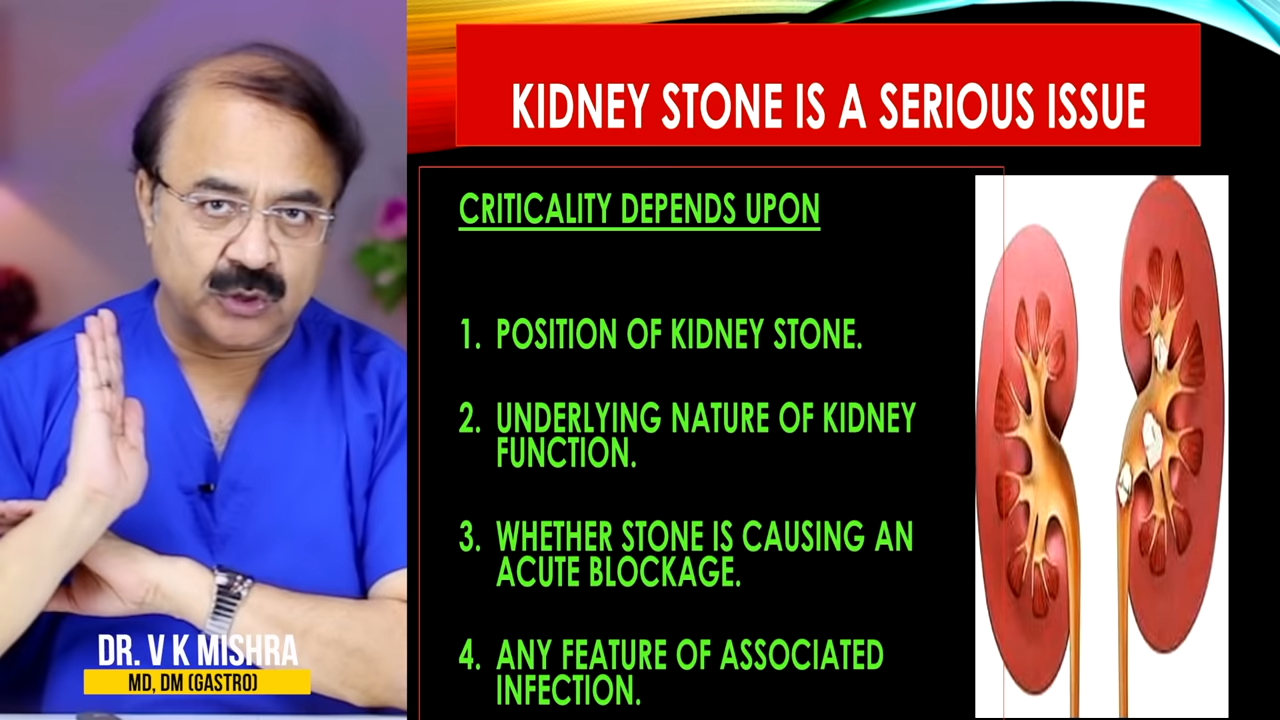 KIDNEY STONE IS A SERIOUS ISSUE
CRITICALITY DEPENDS UPON
1. POSITION OF KIDNEY STONE.
2. UNDERLYING NATURE OF KIDNEY
FUNCTION.
3. WHETHER STONE IS CAUSING AN
ACUTE BLOCKAGE.
4. ANY FEATURE OF ASSOCIATED
INFECTION.
DR. V K MISHRA
MD, DM (GASTRO)